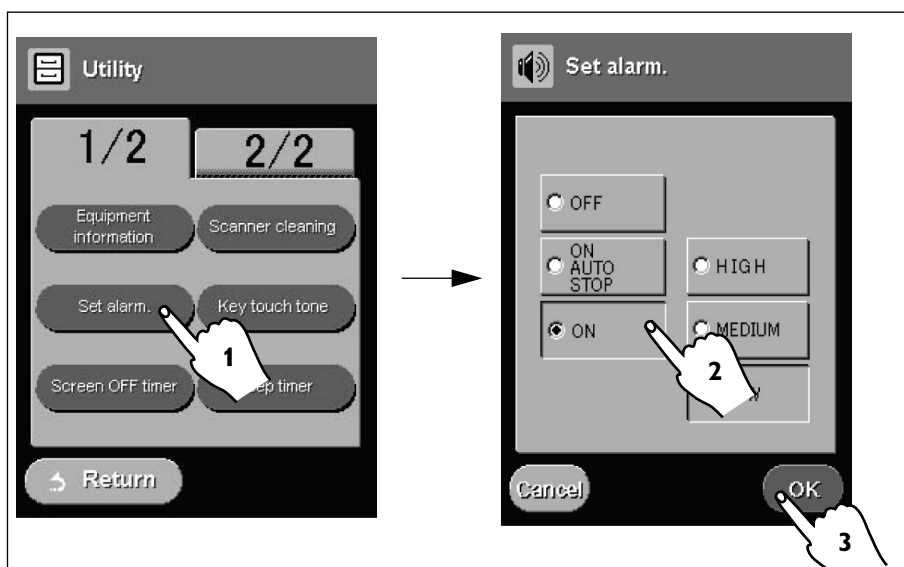 Utility
1/2
2/2
Equipment
information
Scanner cleaning
Set alarm.
Key touch tone
1
Screen OFF timer
timer
Return
Set alarm.
OFF
ON
AUTO
STOP
HIGH
ON
MEDIUM
2
Cancel
OK
3